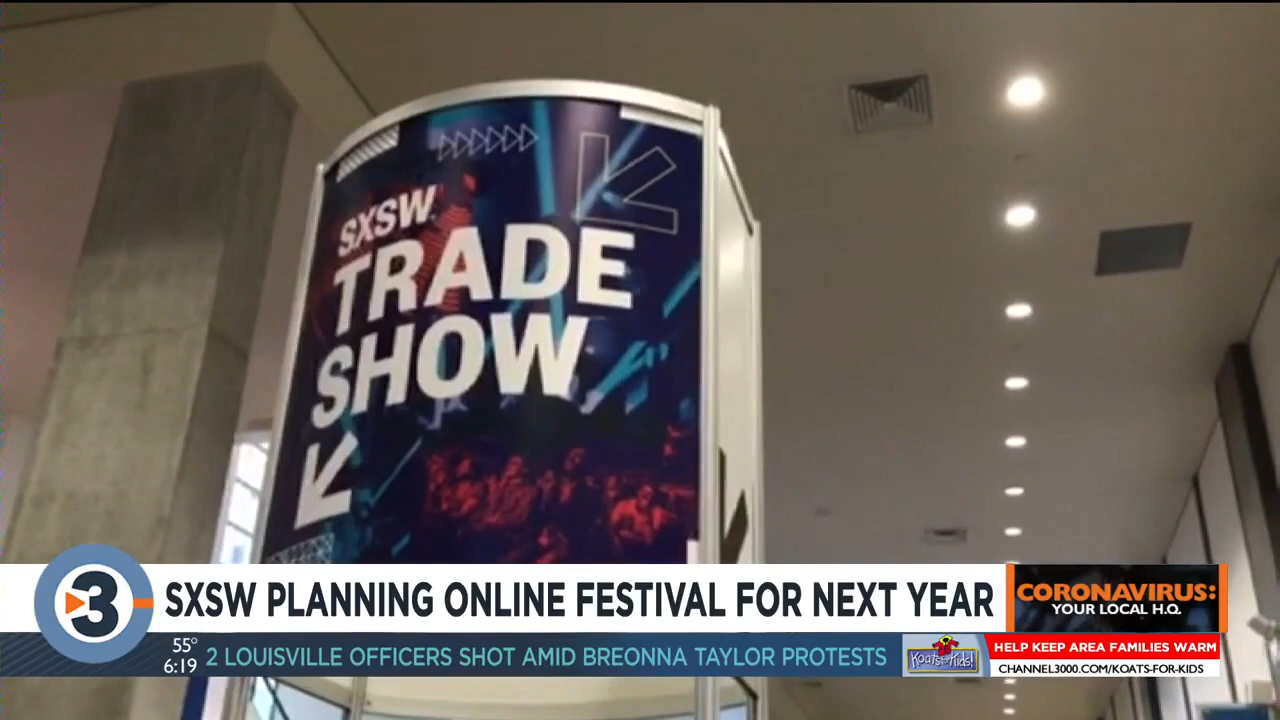 SXSW
TRADE
SHOW
3
SXSW PLANNING ONLINE FESTIVAL FOR NEXT YEAR
CORONAVIRUS:
YOUR LOCAL H.Q.
55°
6:19
2 LOUISVILLE OFFICERS SHOT AMID BREONNA TAYLOR PROTESTS
Koats for Kids!
HELP KEEP AREA FAMILIES WARM
CHANNEL3000.COM/KOATS-FOR-KIDS